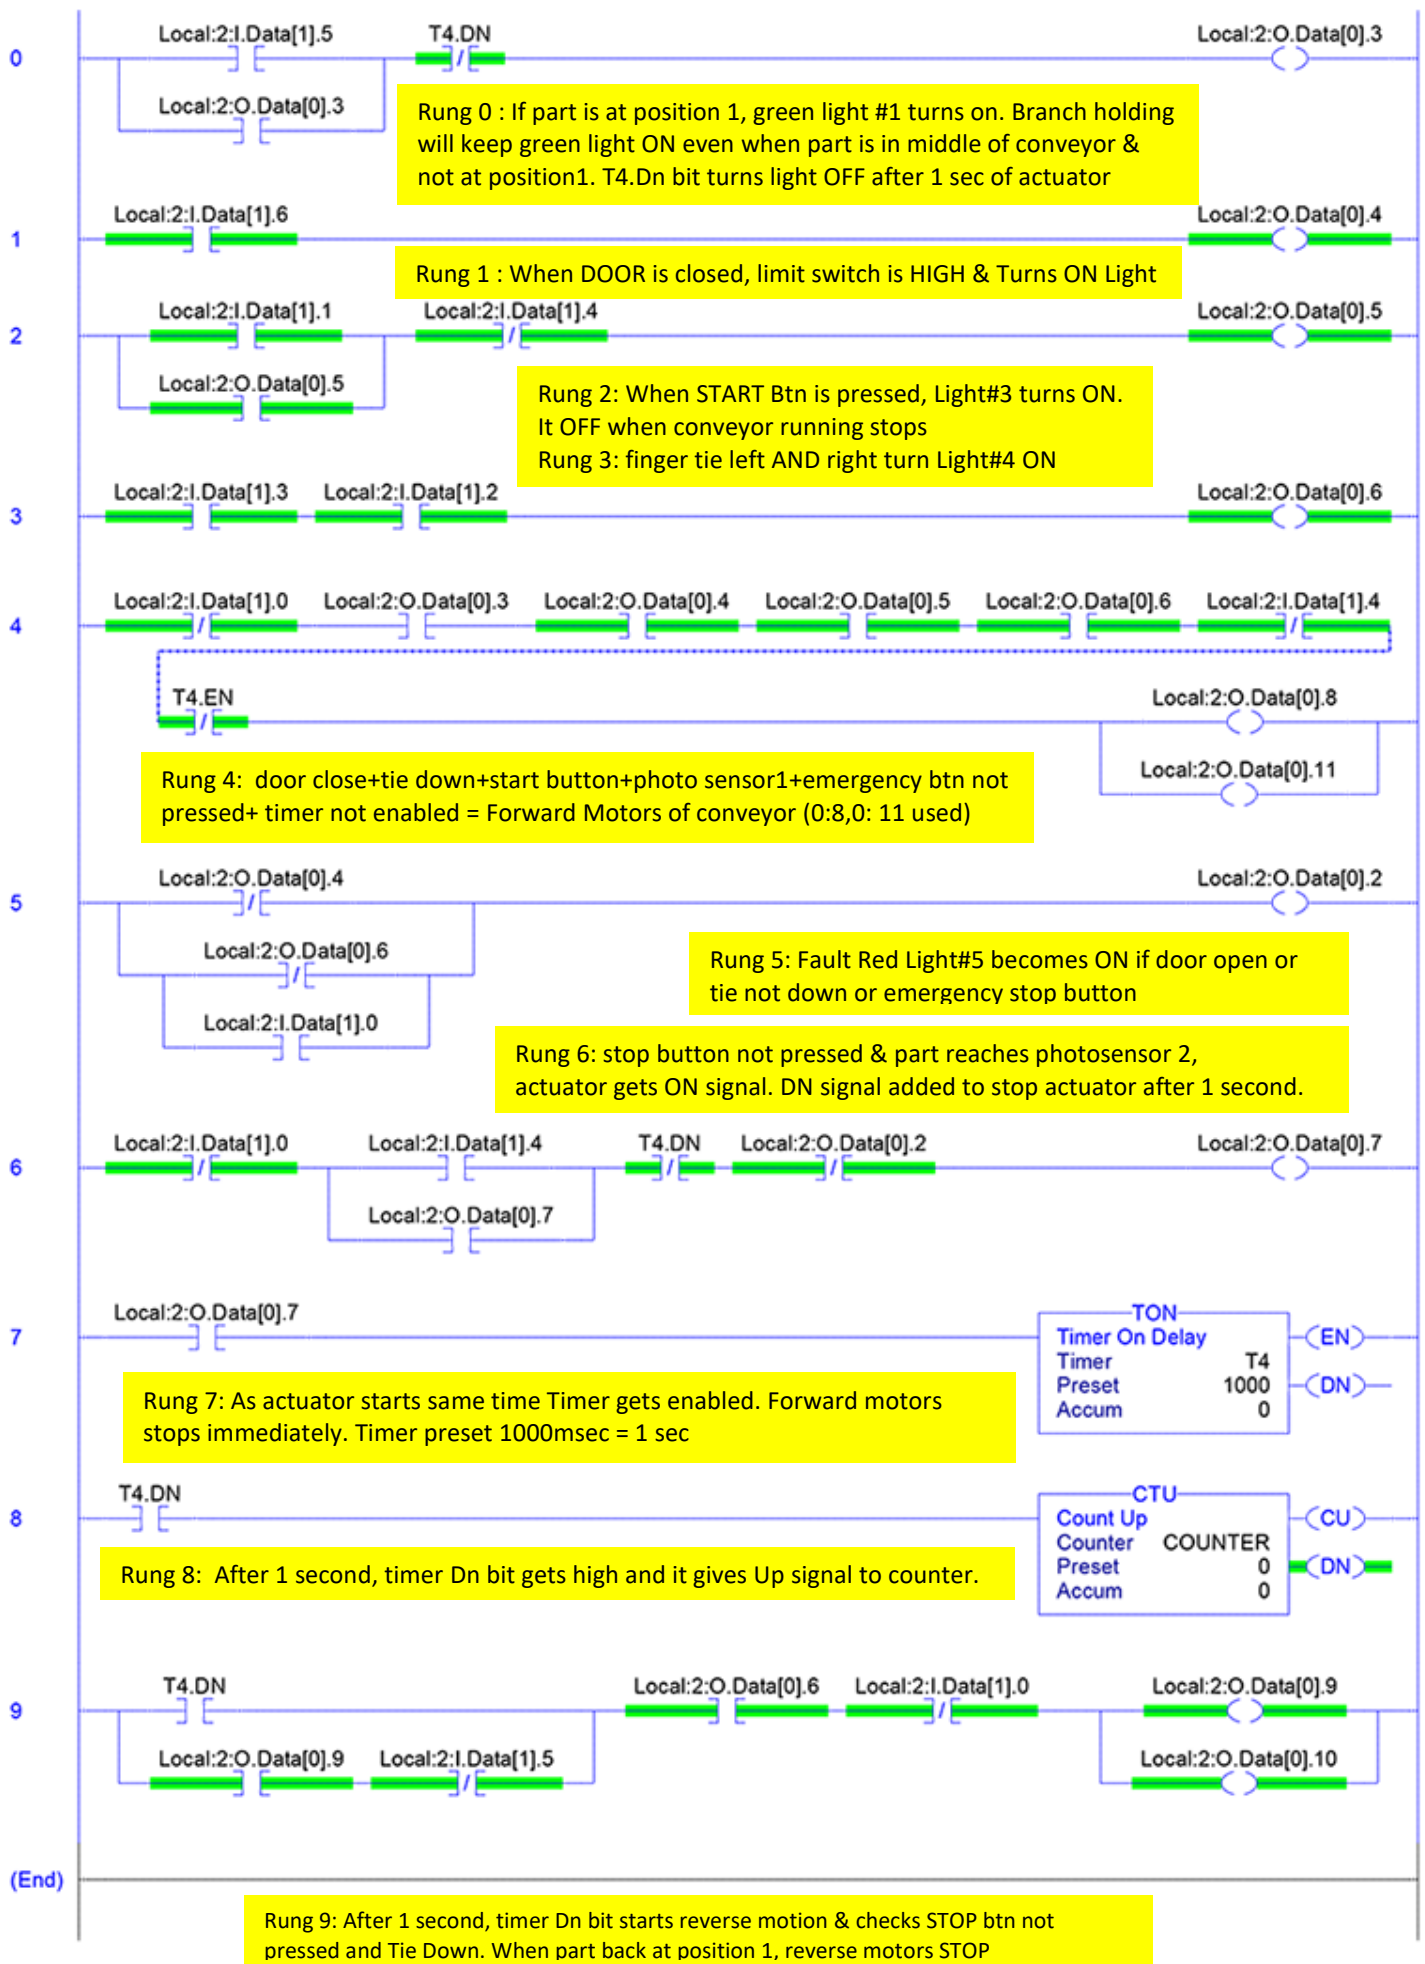 Local:2:I.Data[1].5 T4.DN Local:2:O.Data[0].3
0
Local:2:O.Data[0].3
Rung 0 : If part is at position 1, green light #1 turns on. Branch holding
will keep green light ON even when part is in middle of conveyor &
not at position1. T4.Dn bit turns light OFF after 1 sec of actuator
Local:2:I.Data[1].6 Local:2:O.Data[0].4
1
Rung 1 : When DOOR is closed, limit switch is HIGH & Turns ON Light
Local:2:I.Data[1].1 Local:2:I.Data[1].4 Local:2:O.Data[0].5
2
Local:2:O.Data[0].5
Rung 2: When START Btn is pressed, Light#3 turns ON.
It OFF when conveyor running stops
Rung 3: finger tie left AND right turn Light#4 ON
Local:2:I.Data[1].3 Local:2:I.Data[1].2 Local:2:O.Data[0].6
3
Local:2:I.Data[1].0 Local:2:O.Data[0].3 Local:2:O.Data[0].4 Local:2:O.Data[0].5 Local:2:O.Data[0].6 Local:2:I.Data[1].4
4
T4.EN Local:2:O.Data[0].8
Local:2:O.Data[0].11
Rung 4: door close+tie down+start button+photo sensor1+emergency btn not
pressed+ timer not enabled = Forward Motors of conveyor (0:8,0: 11 used)
Local:2:O.Data[0].4 Local:2:O.Data[0].2
5
Local:2:O.Data[0].6
Rung 5: Fault Red Light#5 becomes ON if door open or
tie not down or emergency stop button
Local:2:I.Data[1].0
Rung 6: stop button not pressed & part reaches photosensor 2,
actuator gets ON signal. DN signal added to stop actuator after 1 second.
Local:2:I.Data[1].0 Local:2:I.Data[1].4 T4.DN Local:2:O.Data[0].2 Local:2:O.Data[0].7
6
Local:2:O.Data[0].7
Local:2:O.Data[0].7 TON
7 Timer On Delay EN
Timer T4
Preset 1000 DN
Accum 0
Rung 7: As actuator starts same time Timer gets enabled. Forward motors
stops immediately. Timer preset 1000msec = 1 sec
T4.DN CTU
8 Count Up CU
Counter COUNTER
Preset 0 DN
Accum 0
Rung 8: After 1 second, timer Dn bit gets high and it gives Up signal to counter.
T4.DN Local:2:O.Data[0].6 Local:2:I.Data[1].0 Local:2:O.Data[0].9
9
Local:2:O.Data[0].9 Local:2:I.Data[1].5 Local:2:O.Data[0].10
(End)
Rung 9: After 1 second, timer Dn bit starts reverse motion & checks STOP btn not
pressed and Tie Down. When part back at position 1, reverse motors STOP